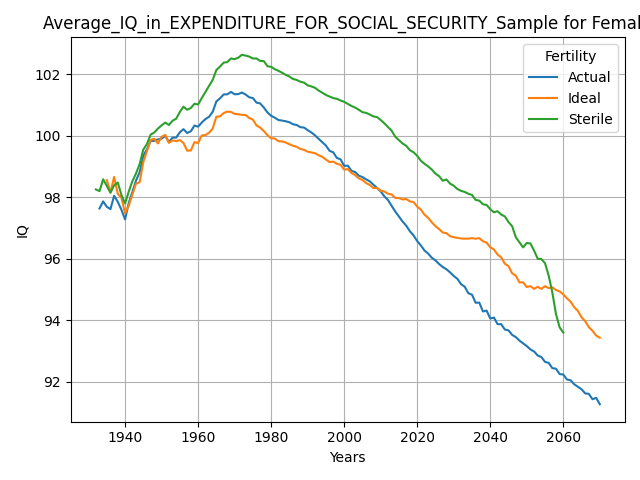 Average_IQ_in_EXPENDITURE_FOR_SOCIAL_SECURITY_Sample for Femal
Fertility
Actual
Ideal
Sterile
102
100
98
96
94
92
IQ
1940 1960 1980 2000 2020 2040 2060
Years